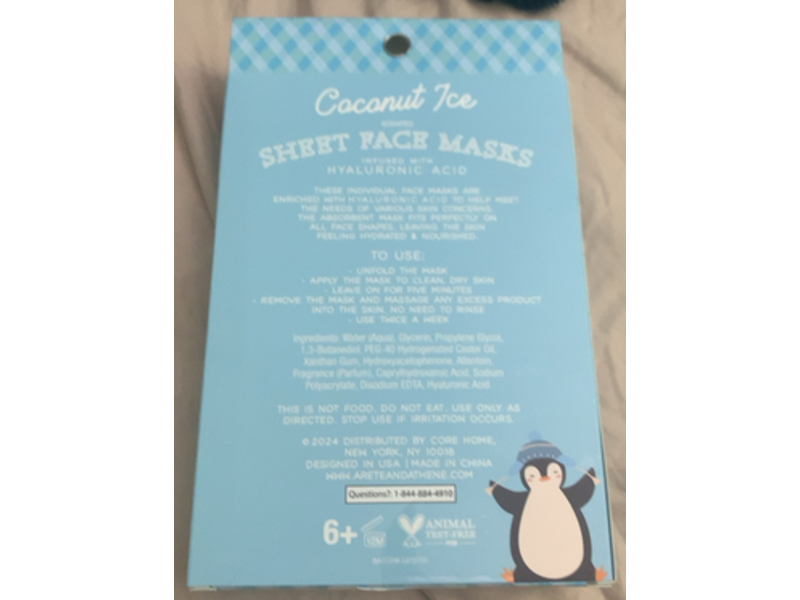 Coconut Ice
SCENTED
SHEET FACE MASKS
INFUSED WITH
HYALURONIC ACID
THESE INDIVIDUAL FACE MASKS ARE
ENRICHED WITH HYALURONIC ACID TO HELP MEET
THE NEEDS OF VARIOUS SKIN CONCERNS.
THE ABSORBENT MASK FITS PERFECTLY ON
ALL FACE SHAPES, LEAVING THE SKIN
FEELING HYDRATED & NOURISHED.
TO USE:
- UNFOLD THE MASK
- APPLY THE MASK TO CLEAN, DRY SKIN
- LEAVE ON FOR FIVE MINUTES
- REMOVE THE MASK AND MASSAGE ANY EXCESS PRODUCT
INTO THE SKIN, NO NEED TO RINSE
- USE TWICE A WEEK
Ingredients: Water (Aqua), Glycerin, Propylene Glycol,
1,3-Butanediol, PEG-40 Hydrogenated Castor Oil,
Xanthan Gum, Hydroxyacetophenone, Allantoin,
Fragrance (Parfum), Caprylhydroxamic Acid, Sodium
Polyacrylate, Disodium EDTA, Hyaluronic Acid
THIS IS NOT FOOD. DO NOT EAT. USE ONLY AS
DIRECTED. STOP USE IF IRRITATION OCCURS.
©2024 DISTRIBUTED BY CORE HOME,
NEW YORK, NY 10018
DESIGNED IN USA | MADE IN CHINA
WWW.ARETEANDATHENE.COM
Questions?: 1-844-884-4910
6+ 12M ANIMAL
TEST-FREE